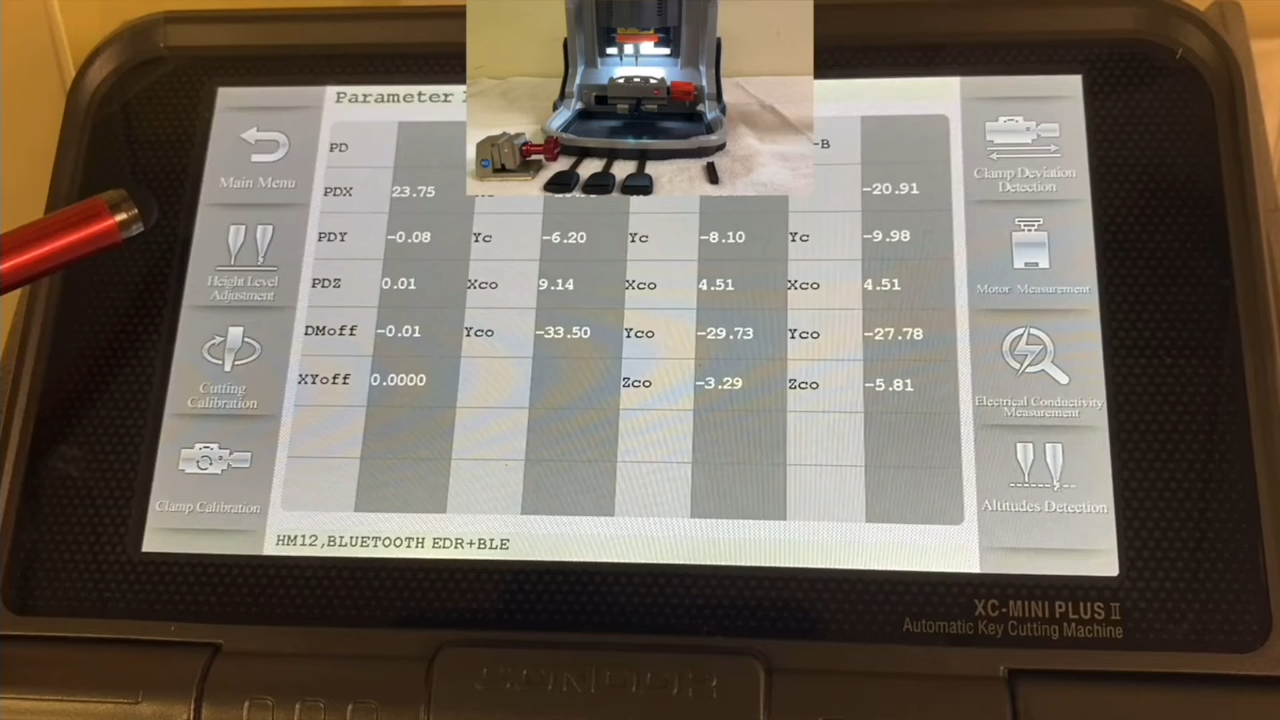 Parameter
Main Menu
Height Level
Adjustment
Cutting
Calibration
Clamp Calibration
PD -B
PDX 23.75 -20.91
PDY -0.08 Yc -6.20 Yc -8.10 Yc -9.98
PDZ 0.01 Xco 9.14 Xco 4.51 Xco 4.51
DMoff -0.01 Yco -33.50 Yco -29.73 Yco -27.78
XYoff 0.0000 Zco -3.29 Zco -5.81
HM12,BLUETOOTH EDR+BLE
Clamp Deviation
Detection
Motor Measurement
Electrical Conductivity
Measurement
Altitudes Detection
XC-MINI PLUS II
Automatic Key Cutting Machine